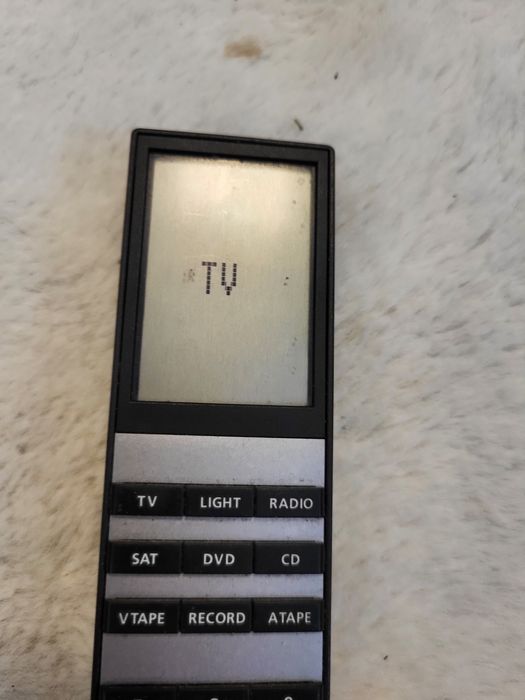 TV
TV LIGHT RADIO
SAT DVD CD
VTAPE RECORD ATAPE